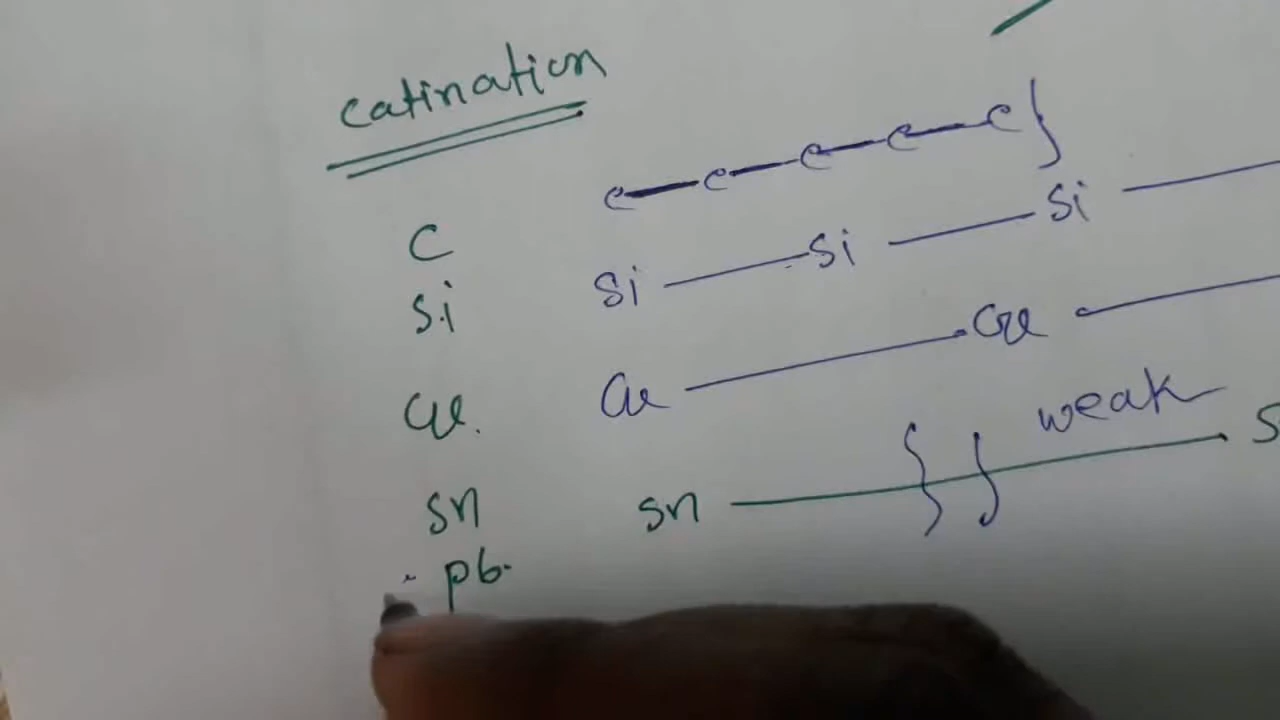 catination
C C—C—C—C—C}
Si Si — Si — Si —
Ge. Ge — Ge —
weak
Sn Sn — S
Pb.